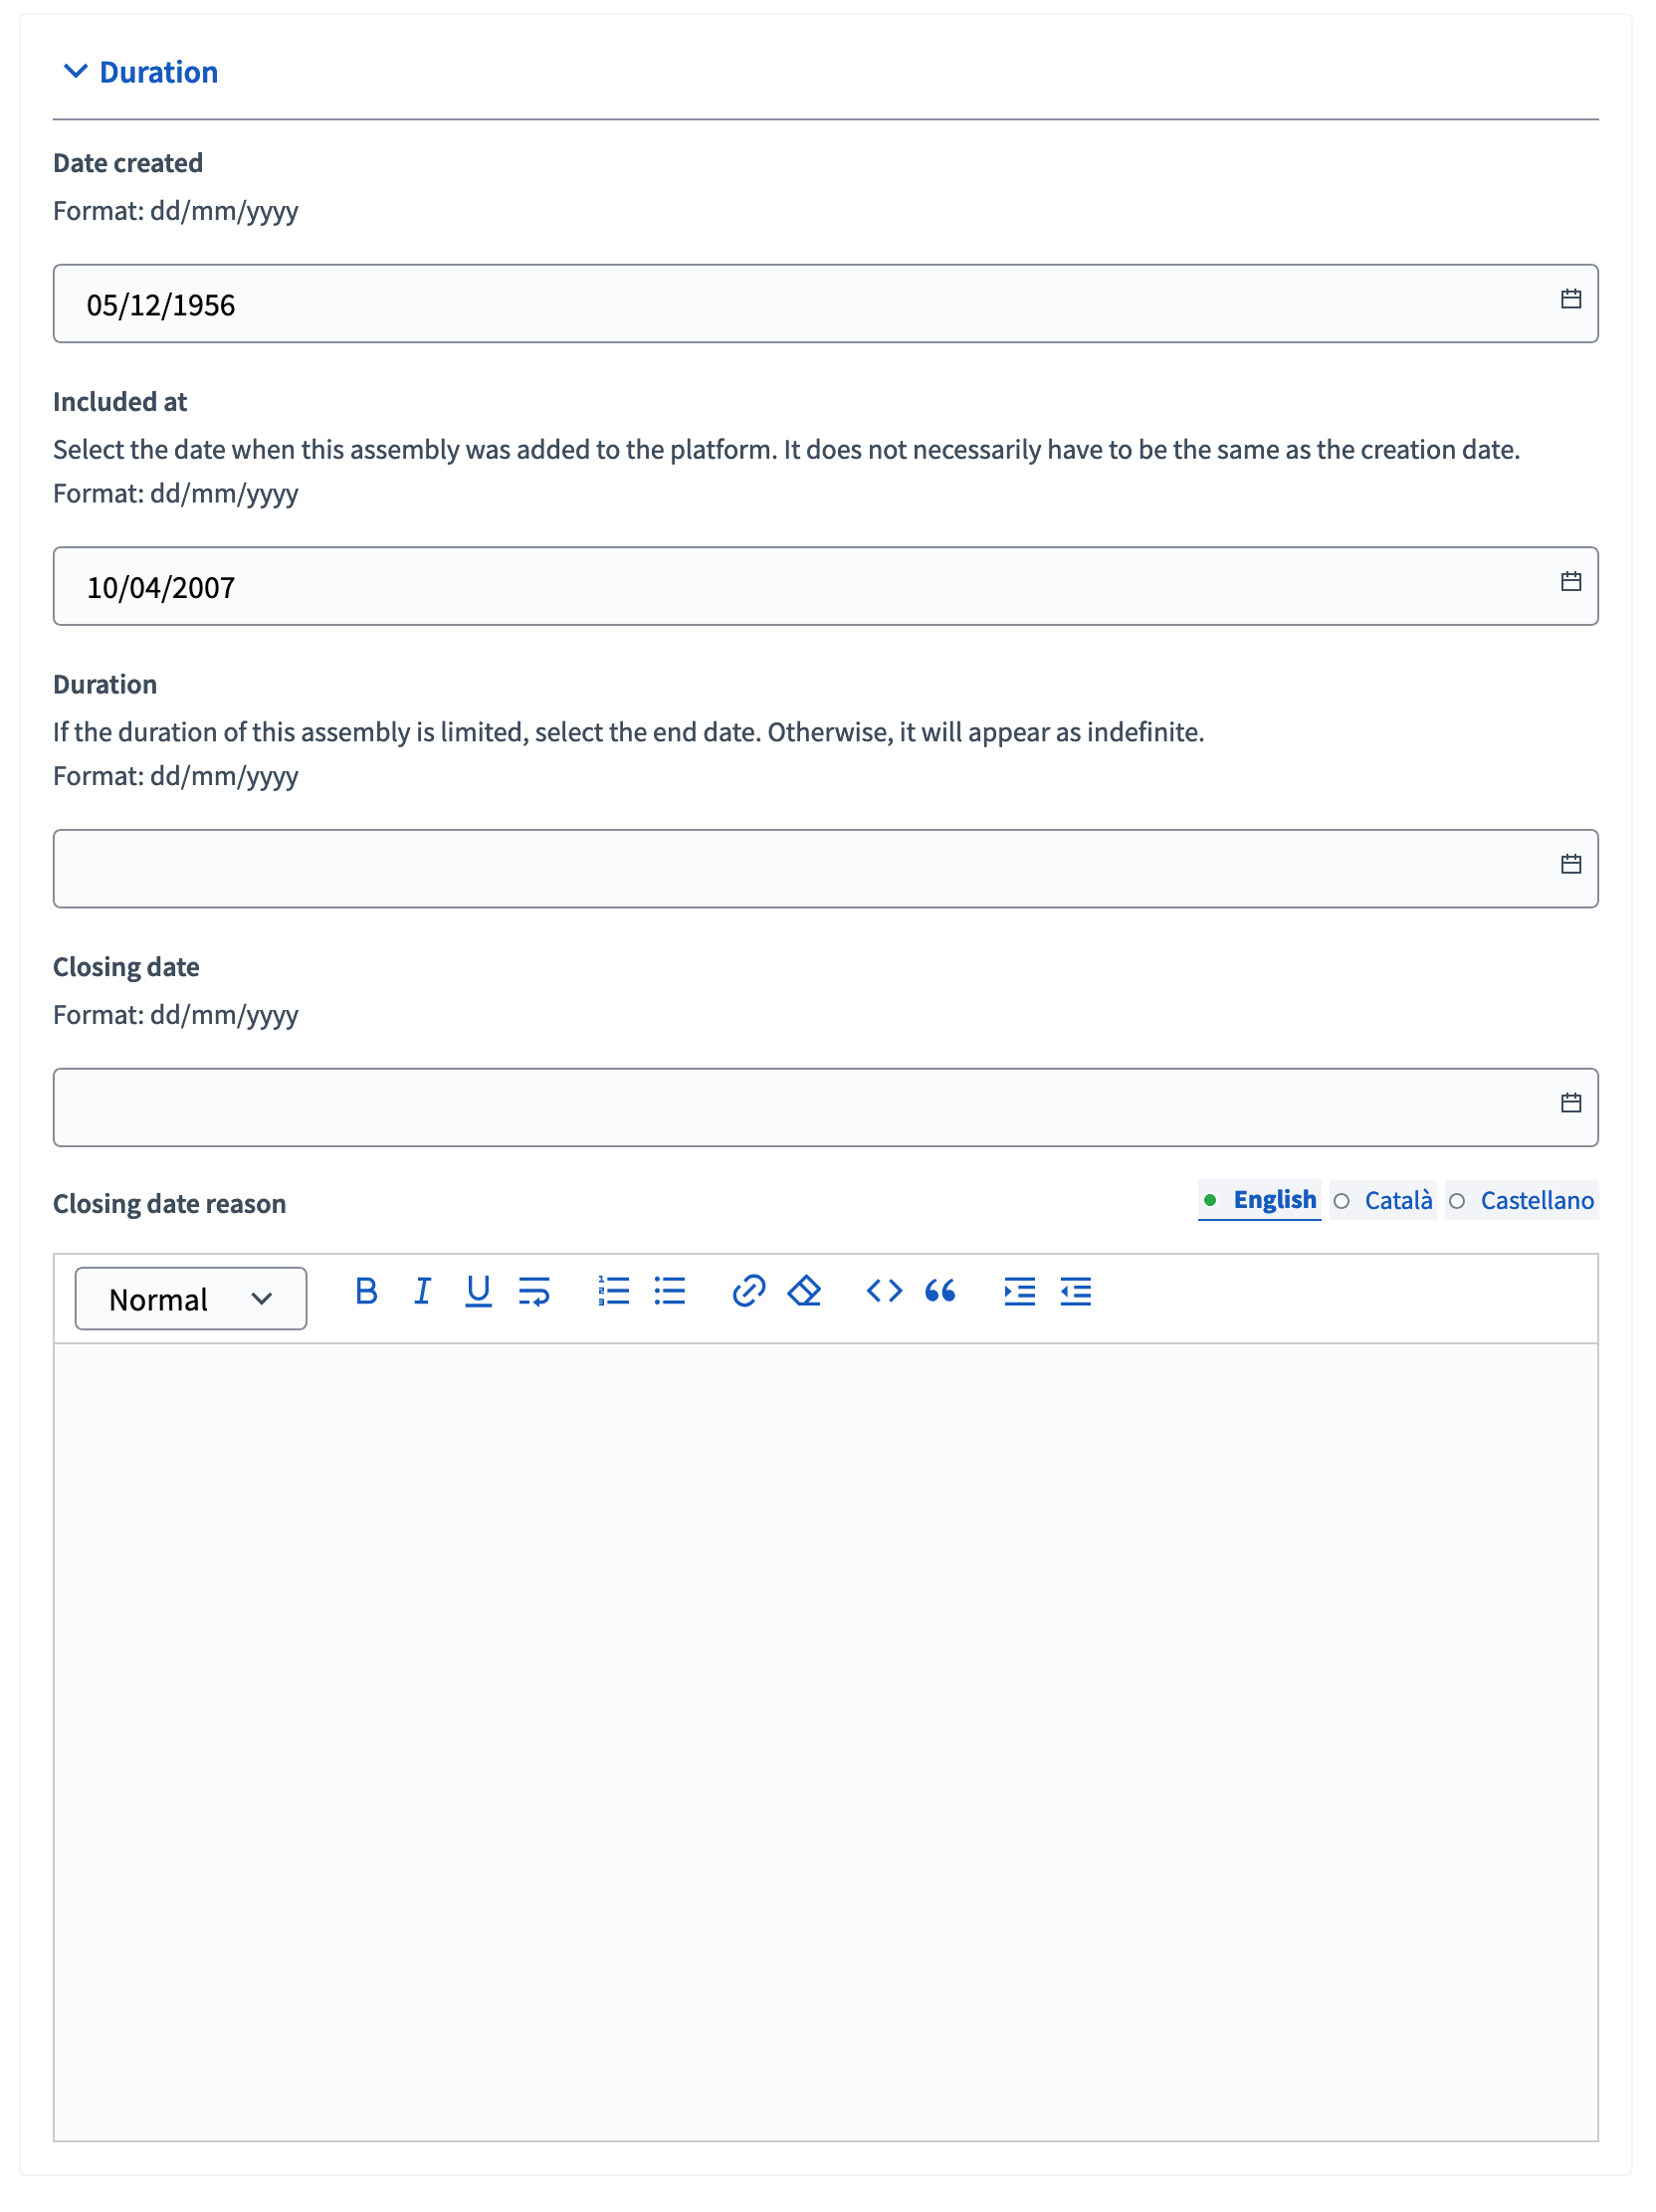 Duration
Date created
Format: dd/mm/yyyy
05/12/1956
Included at
Select the date when this assembly was added to the platform. It does not necessarily have to be the same as the creation date.
Format: dd/mm/yyyy
10/04/2007
Duration
If the duration of this assembly is limited, select the end date. Otherwise, it will appear as indefinite.
Format: dd/mm/yyyy
Closing date
Format: dd/mm/yyyy
Closing date reason English Català Castellano
Normal